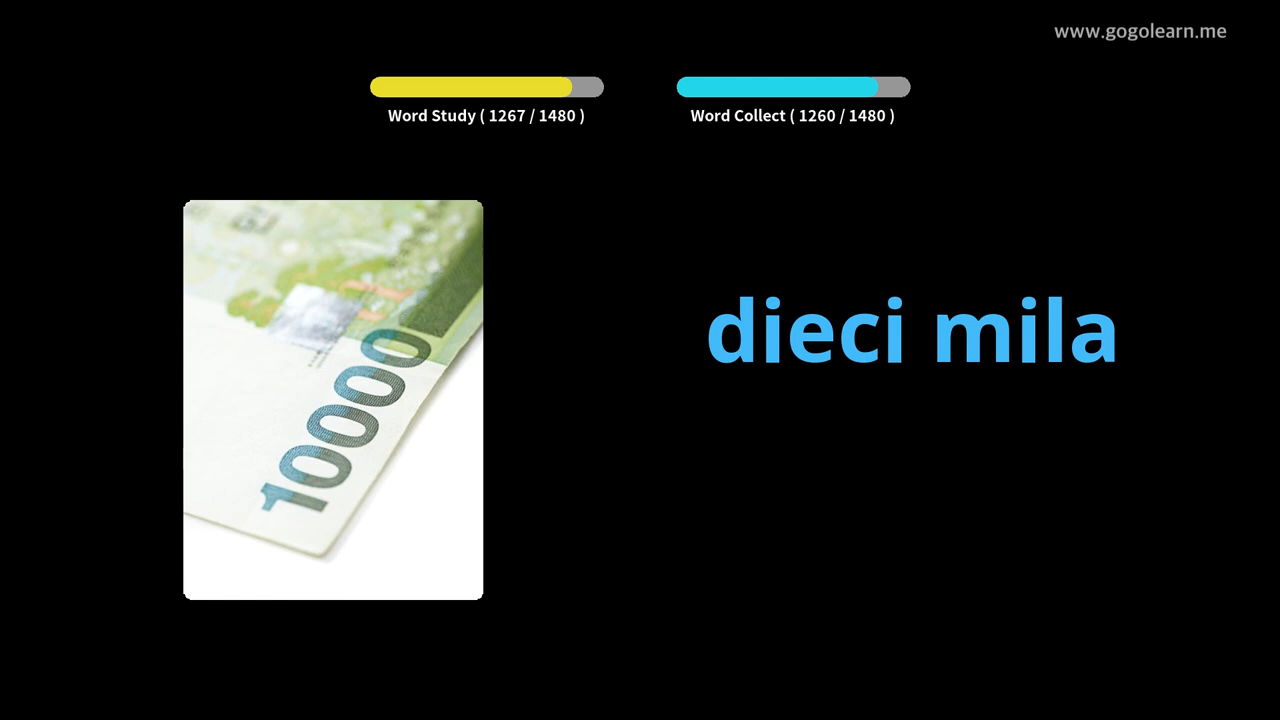 www.gogolearn.me
Word Study ( 1267 / 1480 )
Word Collect ( 1260 / 1480 )
10000
dieci mila